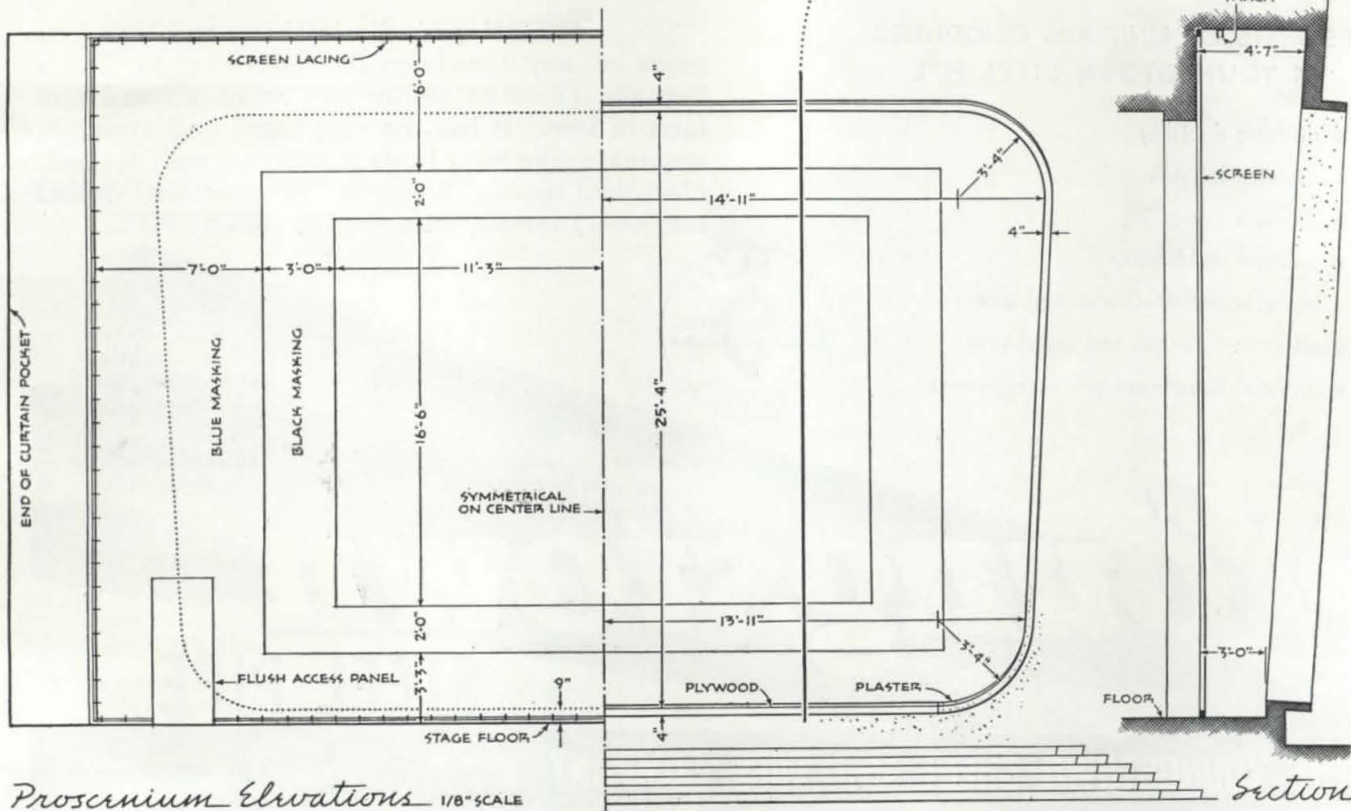 SCREEN LACING
6'-0"
4"
4'-7"
SCREEN
3'-4"
2'-0"
14'-11"
4"
7'-0"
3'-0"
11'-3"
END OF CURTAIN POCKET
BLUE MASKING
BLACK MASKING
16'-6"
25'-4"
SYMMETRICAL
ON CENTER LINE
13'-11"
2'-0"
3'-4"
3'-0"
FLUSH ACCESS PANEL
3'-3"
9"
PLYWOOD
PLASTER
FLOOR
STAGE FLOOR
4"
Proscenium Elevations 1/8" SCALE
Section